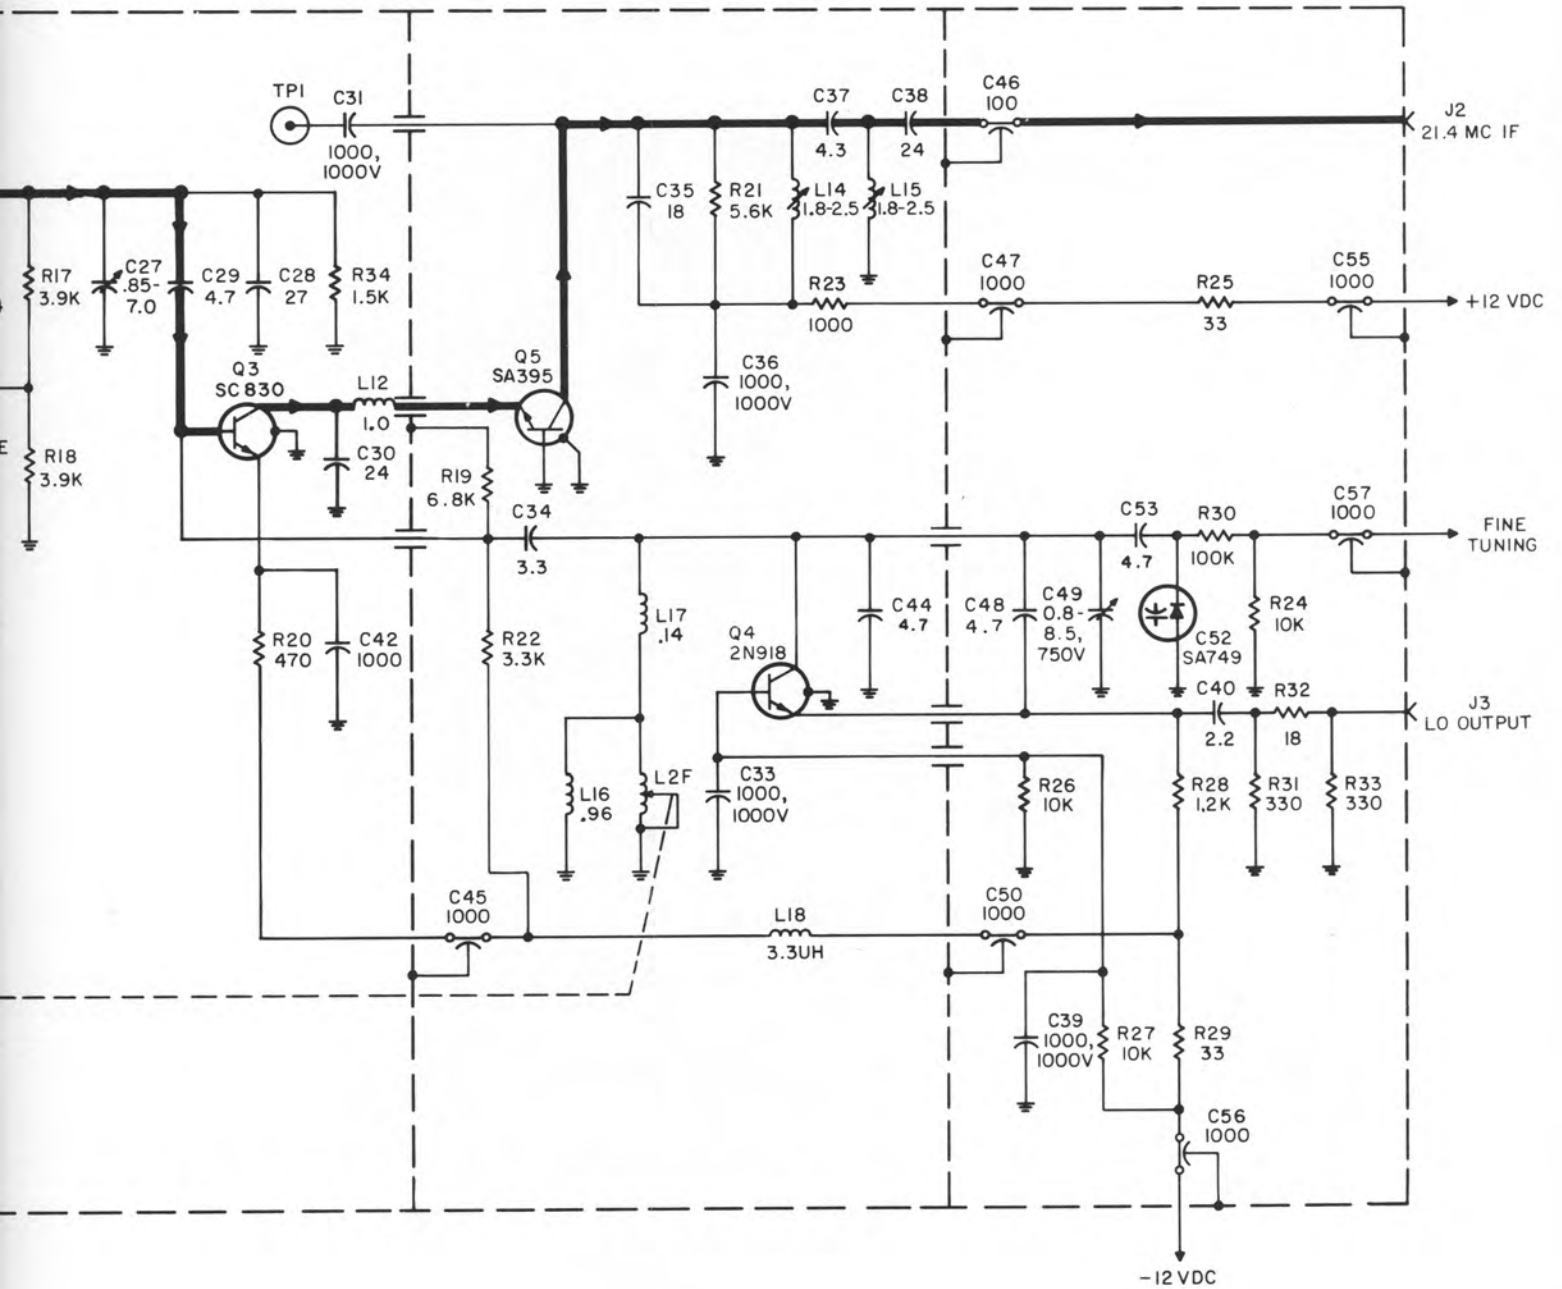 TP1
C31
1000,
1000V
C37
4.3
C38
24
C46
100
J2
21.4 MC IF
C35
18
R21
5.6K
L14
1.8-2.5
L15
1.8-2.5
R17
3.9K
C27
.85-
7.0
C29
4.7
C28
27
R34
1.5K
R23
1000
C47
1000
R25
33
C55
1000
+12 VDC
Q3
SC830
L12
1.0
Q5
SA395
C36
1000,
1000V
E
R18
3.9K
C30
24
R19
6.8K
C34
3.3
C53
4.7
R30
100K
C57
1000
FINE
TUNING
R20
470
C42
1000
R22
3.3K
L17
.14
Q4
2N918
C44
4.7
C48
4.7
C49
0.8-
8.5,
750V
C52
SA749
R24
10K
C40
2.2
R32
18
J3
LO OUTPUT
L16
.96
L2F
C33
1000,
1000V
R26
10K
R28
1.2K
R31
330
R33
330
C45
1000
L18
3.3UH
C50
1000
C39
1000,
1000V
R27
10K
R29
33
C56
1000
-12 VDC